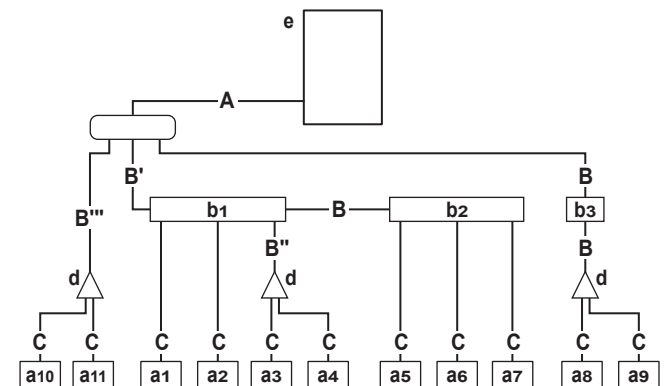 e
A
B' B
b1 B b2 b3
B''' B'' B
d d d
C C C C C C C C C C C
a10 a11 a1 a2 a3 a4 a5 a6 a7 a8 a9